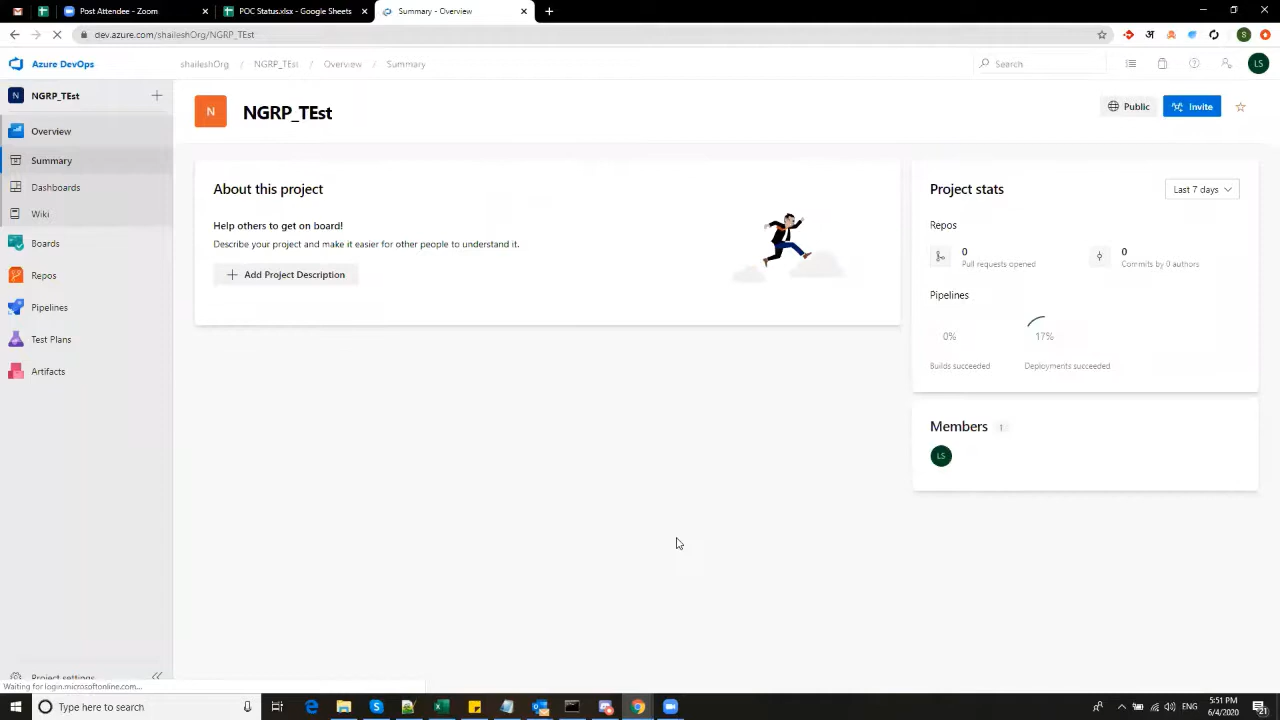 Post Attendee - Zoom
POC Status.xlsx - Google Sheets
Summary - Overview
dev.azure.com/shaileshOrg/NGRP_TEst
S
Azure DevOps
shaileshOrg / NGRP_TEst / Overview / Summary
Search
LS
N
NGRP_TEst
N
NGRP_TEst
Public
Invite
Overview
Summary
Dashboards
Wiki
Boards
Repos
Pipelines
Test Plans
Artifacts
Project settings
About this project
Help others to get on board!
Describe your project and make it easier for other people to understand it.
Add Project Description
Project stats
Last 7 days
Repos
0
Pull requests opened
0
Commits by 0 authors
Pipelines
0%
Builds succeeded
17%
Deployments succeeded
Members 1
LS
Waiting for login.microsoftonline.com...
Type here to search
ENG
5:51 PM
6/4/2020
21